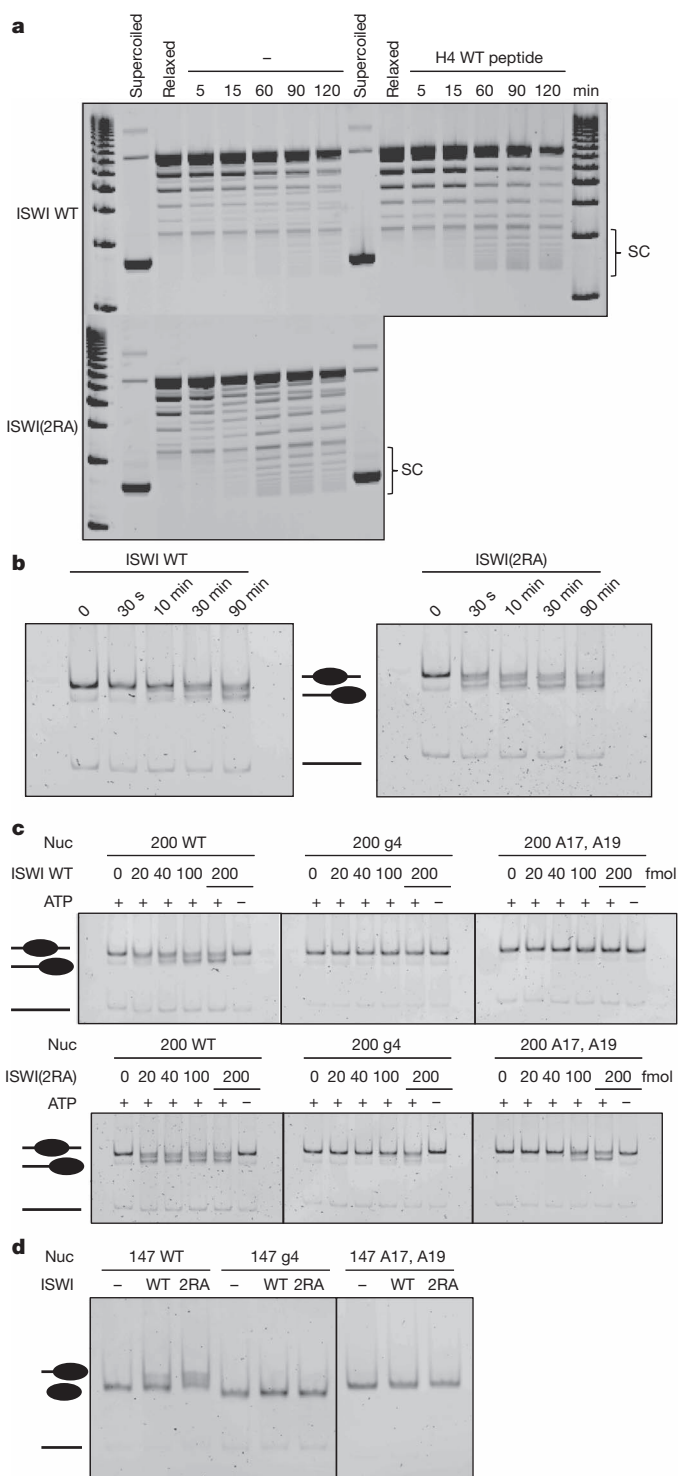 a
Supercoiled
Relaxed
–
Supercoiled
Relaxed
H4 WT peptide
5 15 60 90 120 5 15 60 90 120 min
ISWI WT
SC
ISWI(2RA)
SC
b
ISWI WT
0 30 s 10 min 30 min 90 min
ISWI(2RA)
0 30 s 10 min 30 min 90 min
c
Nuc 200 WT 200 g4 200 A17, A19
ISWI WT 0 20 40 100 200 0 20 40 100 200 0 20 40 100 200 fmol
ATP + + + + + – + + + + + – + + + + + –
Nuc 200 WT 200 g4 200 A17, A19
ISWI(2RA) 0 20 40 100 200 0 20 40 100 200 0 20 40 100 200 fmol
ATP + + + + + – + + + + + – + + + + + –
d
Nuc 147 WT 147 g4 147 A17, A19
ISWI – WT 2RA – WT 2RA – WT 2RA